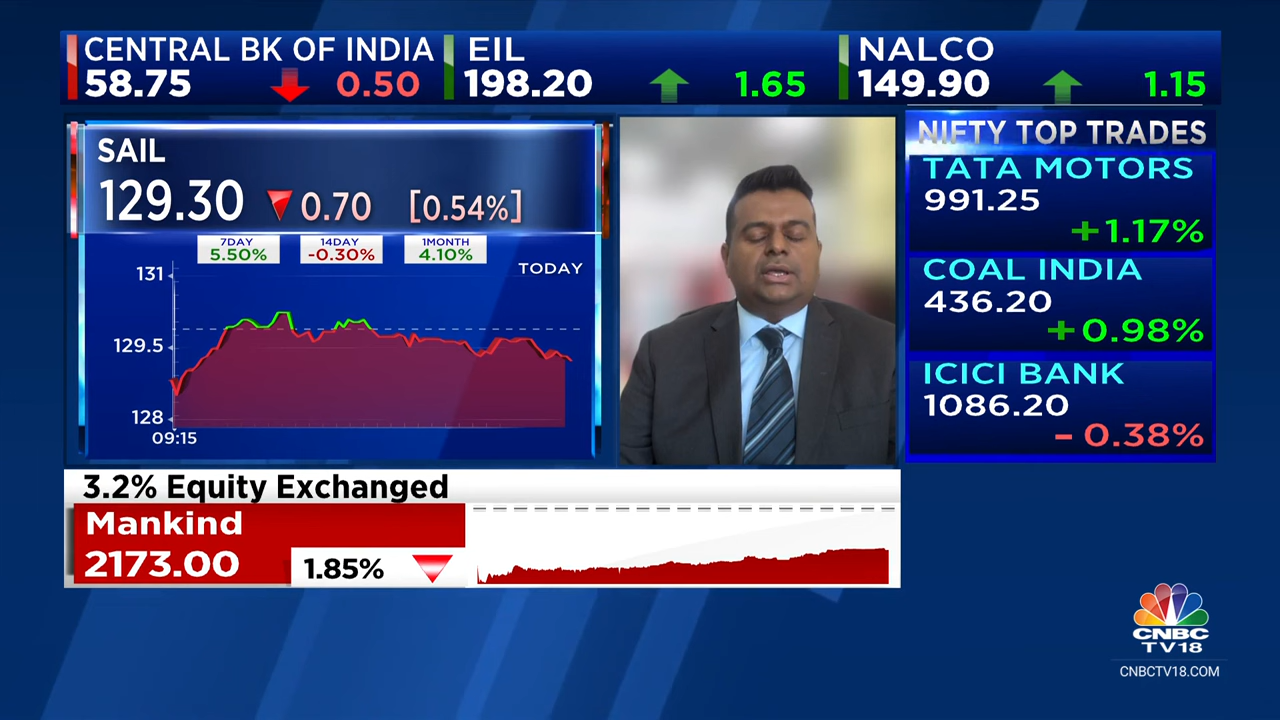 CENTRAL BK OF INDIA
58.75 0.50
EIL
198.20 1.65
NALCO
149.90 1.15
SAIL
129.30 0.70 [0.54%]
7DAY
5.50%
14DAY
-0.30%
1MONTH
4.10%
TODAY
131
129.5
128
09:15
NIFTY TOP TRADES
TATA MOTORS
991.25
+1.17%
COAL INDIA
436.20
+0.98%
ICICI BANK
1086.20
- 0.38%
3.2% Equity Exchanged
Mankind
2173.00 1.85%
CNBC
TV18
CNBCTV18.COM